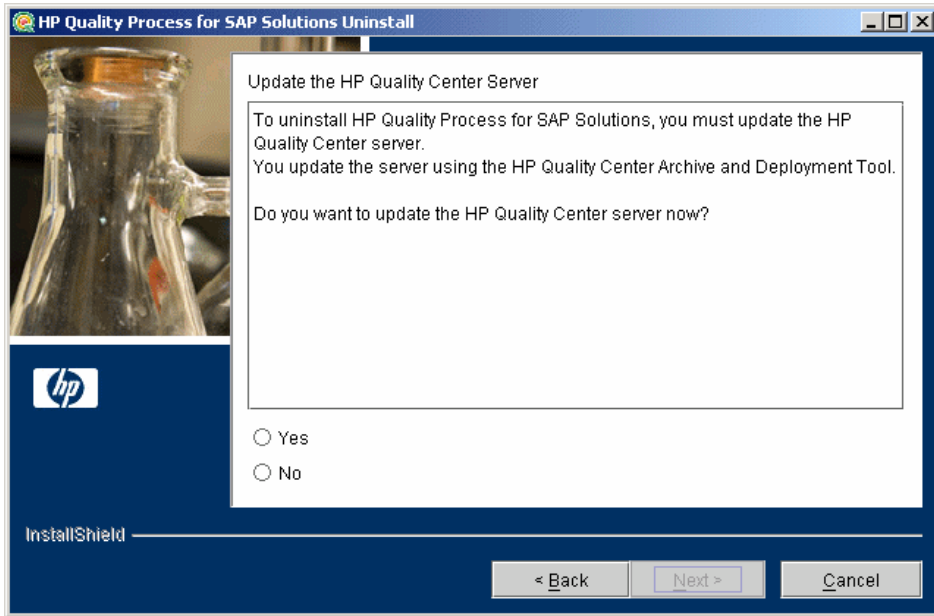 HP Quality Process for SAP Solutions Uninstall
Update the HP Quality Center Server
To uninstall HP Quality Process for SAP Solutions, you must update the HP
Quality Center server.
You update the server using the HP Quality Center Archive and Deployment Tool.
Do you want to update the HP Quality Center server now?
hp
Yes
No
InstallShield
< Back
Next >
Cancel